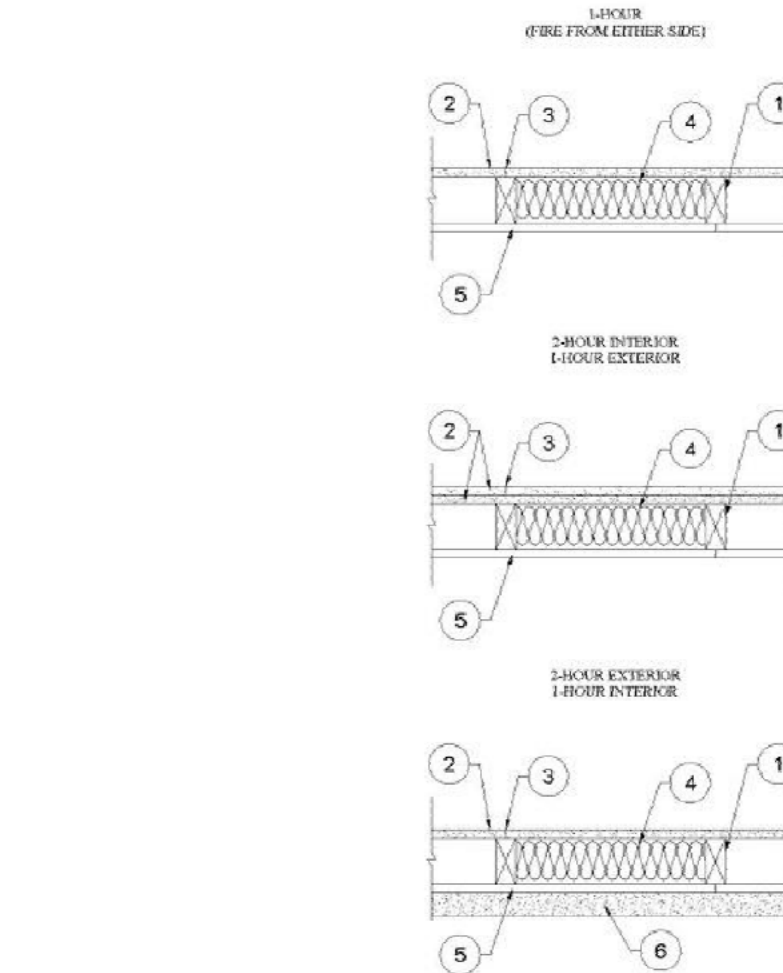 1-HOUR
(FIRE FROM EITHER SIDE)
2 3 4 1
5
2-HOUR INTERIOR
1-HOUR EXTERIOR
2 3 4 1
5
2-HOUR EXTERIOR
1-HOUR INTERIOR
2 3 4 1
5 6